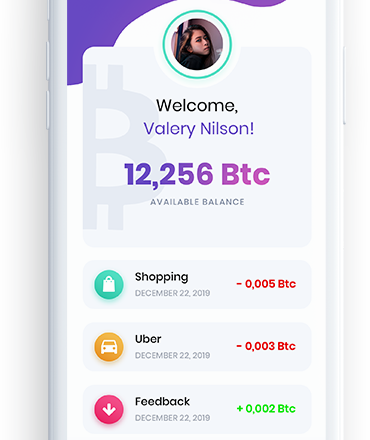 Welcome,
Valery Nilson!
12,256 Btc
AVAILABLE BALANCE
Shopping
DECEMBER 22, 2019
- 0,005 Btc
Uber
DECEMBER 22, 2019
- 0,003 Btc
Feedback
DECEMBER 22, 2019
+ 0,002 Btc